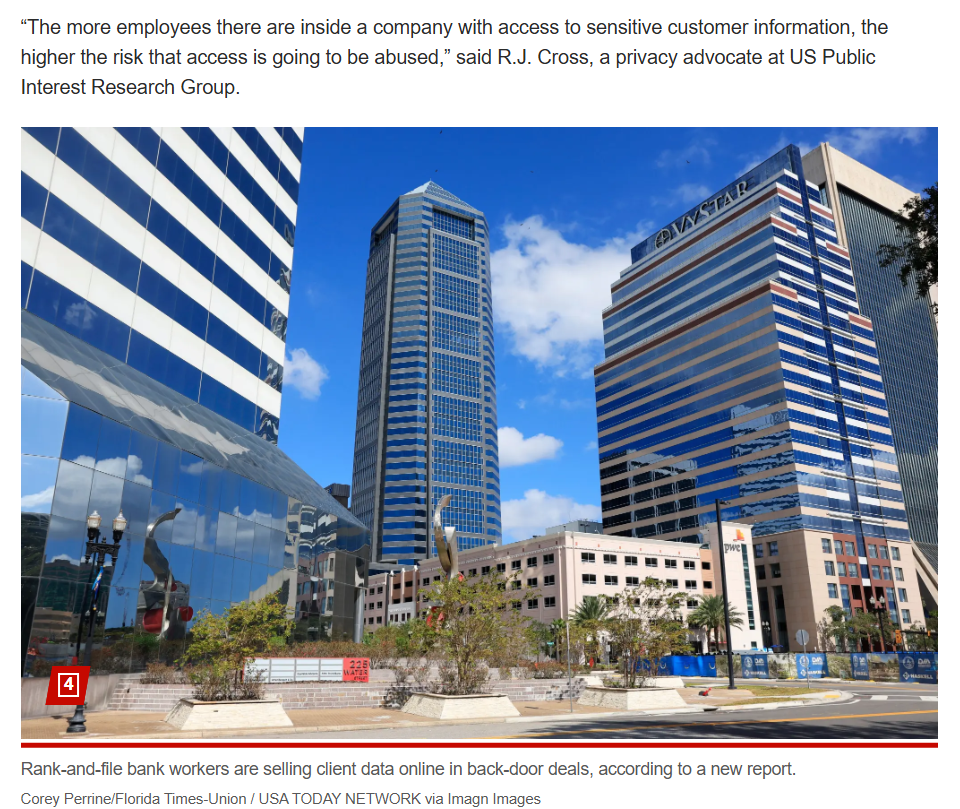 “The more employees there are inside a company with access to sensitive customer information, the
higher the risk that access is going to be abused,” said R.J. Cross, a privacy advocate at US Public
Interest Research Group.
VYSTAR
pwc
225
WATER
4
Rank-and-file bank workers are selling client data online in back-door deals, according to a new report.
Corey Perrine/Florida Times-Union / USA TODAY NETWORK via Imagn Images